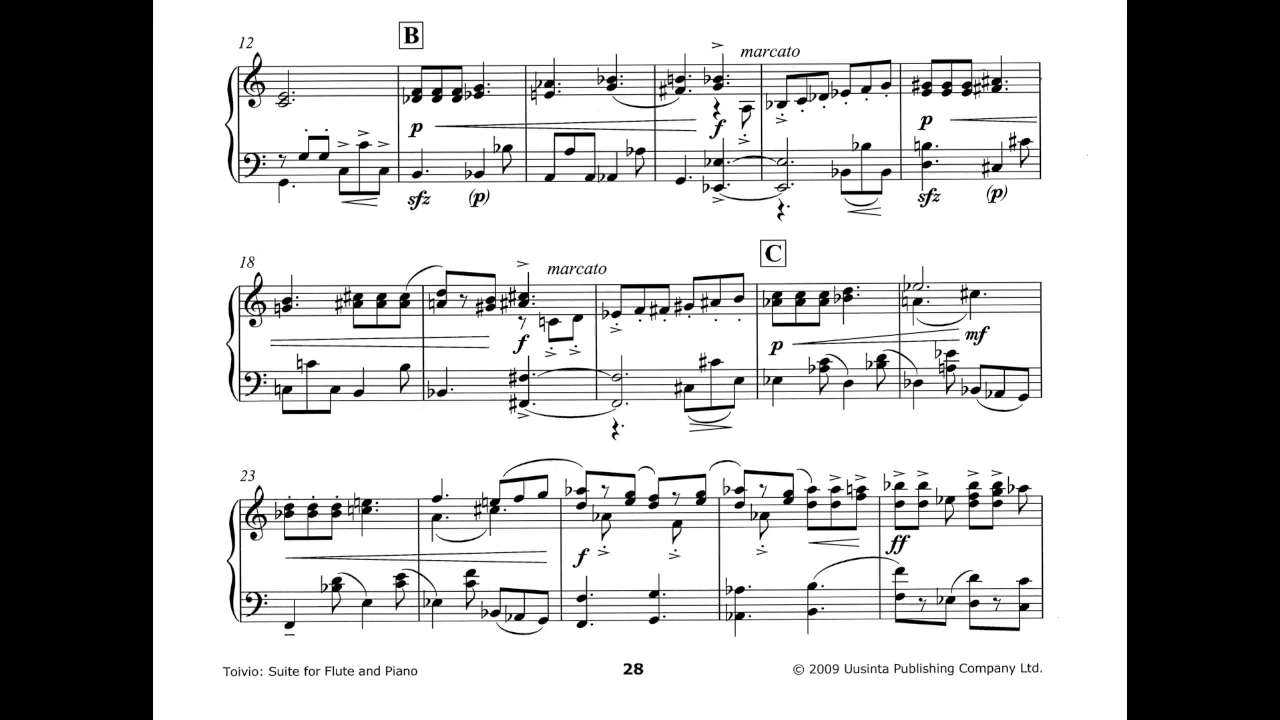 12
B
marcato
p
f
p
sfz
(p)
sfz
(p)
18
marcato
C
f
p
mf
23
f
ff
Toivio: Suite for Flute and Piano
28
© 2009 Uusinta Publishing Company Ltd.